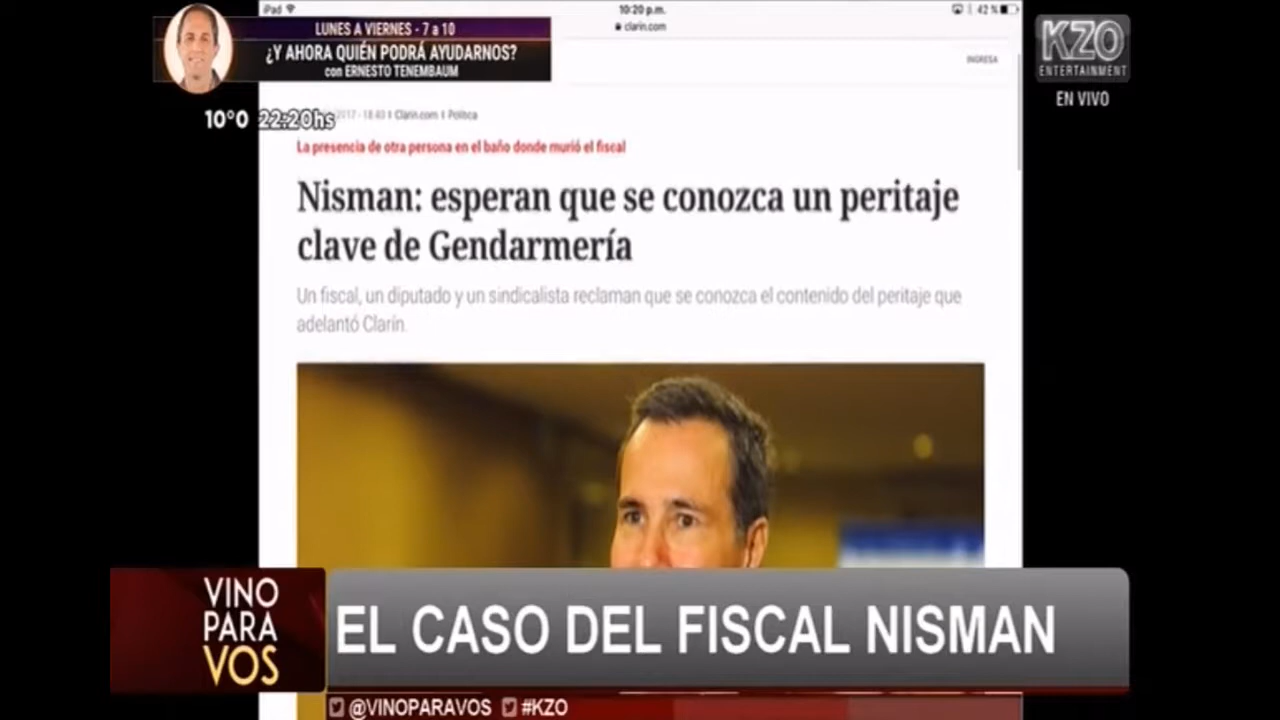 iPad
10:20 p.m.
42 %
clarin.com
LUNES A VIERNES - 7 a 10
¿Y AHORA QUIÉN PODRÁ AYUDARNOS?
con ERNESTO TENEMBAUM
KZO
ENTERTAINMENT
EN VIVO
INGRESA
10°0 22:20hs
2017 - 18:43 | Clarin.com | Política
La presencia de otra persona en el baño donde murió el fiscal
Nisman: esperan que se conozca un peritaje
clave de Gendarmería
Un fiscal, un diputado y un sindicalista reclaman que se conozca el contenido del peritaje que
adelantó Clarín.
VINO
PARA
VOS
EL CASO DEL FISCAL NISMAN
@VINOPARAVOS #KZO